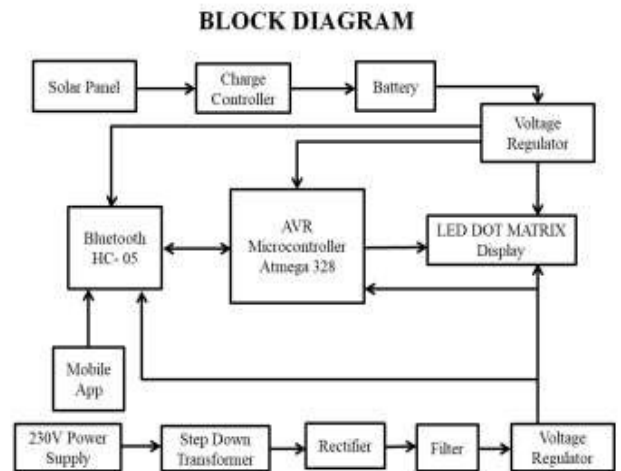 BLOCK DIAGRAM
Solar Panel
Charge
Controller
Battery
Voltage
Regulator
Bluetooth
HC- 05
AVR
Microcontroller
Atmega 328
LED DOT MATRIX
Display
Mobile
App
230V Power
Supply
Step Down
Transformer
Rectifier
Filter
Voltage
Regulator